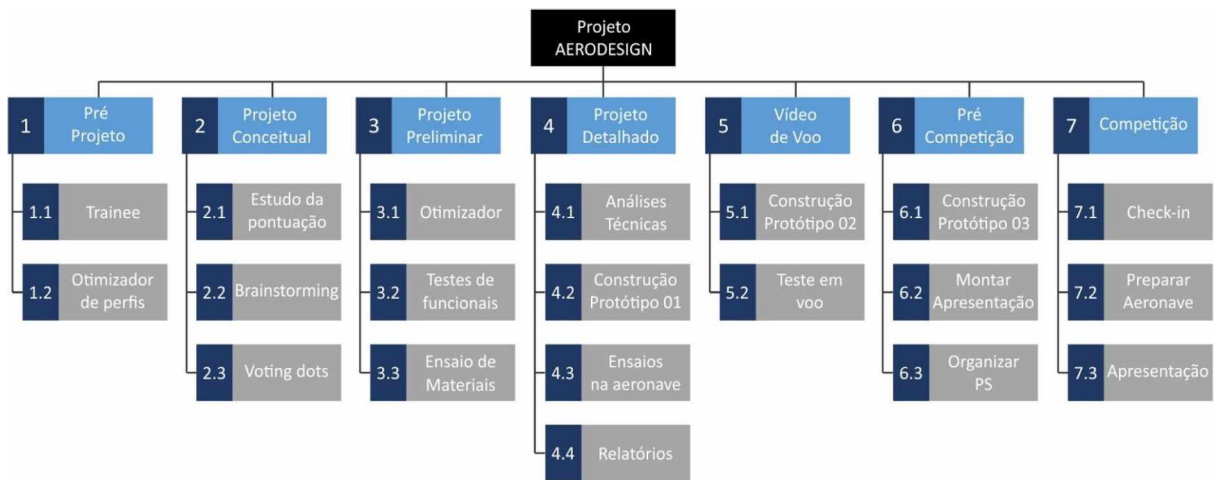 Projeto
AERODESIGN
1
Pré
Projeto
2
Projeto
Conceitual
3
Projeto
Preliminar
4
Projeto
Detalhado
5
Vídeo
de Voo
6
Pré
Competição
7
Competição
1.1
Trainee
1.2
Otimizador
de perfis
2.1
Estudo da
pontuação
2.2
Brainstorming
2.3
Voting dots
3.1
Otimizador
3.2
Testes de
funcionais
3.3
Ensaio de
Materiais
4.1
Análises
Técnicas
4.2
Construção
Protótipo 01
4.3
Ensaios
na aeronave
4.4
Relatórios
5.1
Construção
Protótipo 02
5.2
Teste em
voo
6.1
Construção
Protótipo 03
6.2
Montar
Apresentação
6.3
Organizar
PS
7.1
Check-in
7.2
Preparar
Aeronave
7.3
Apresentação